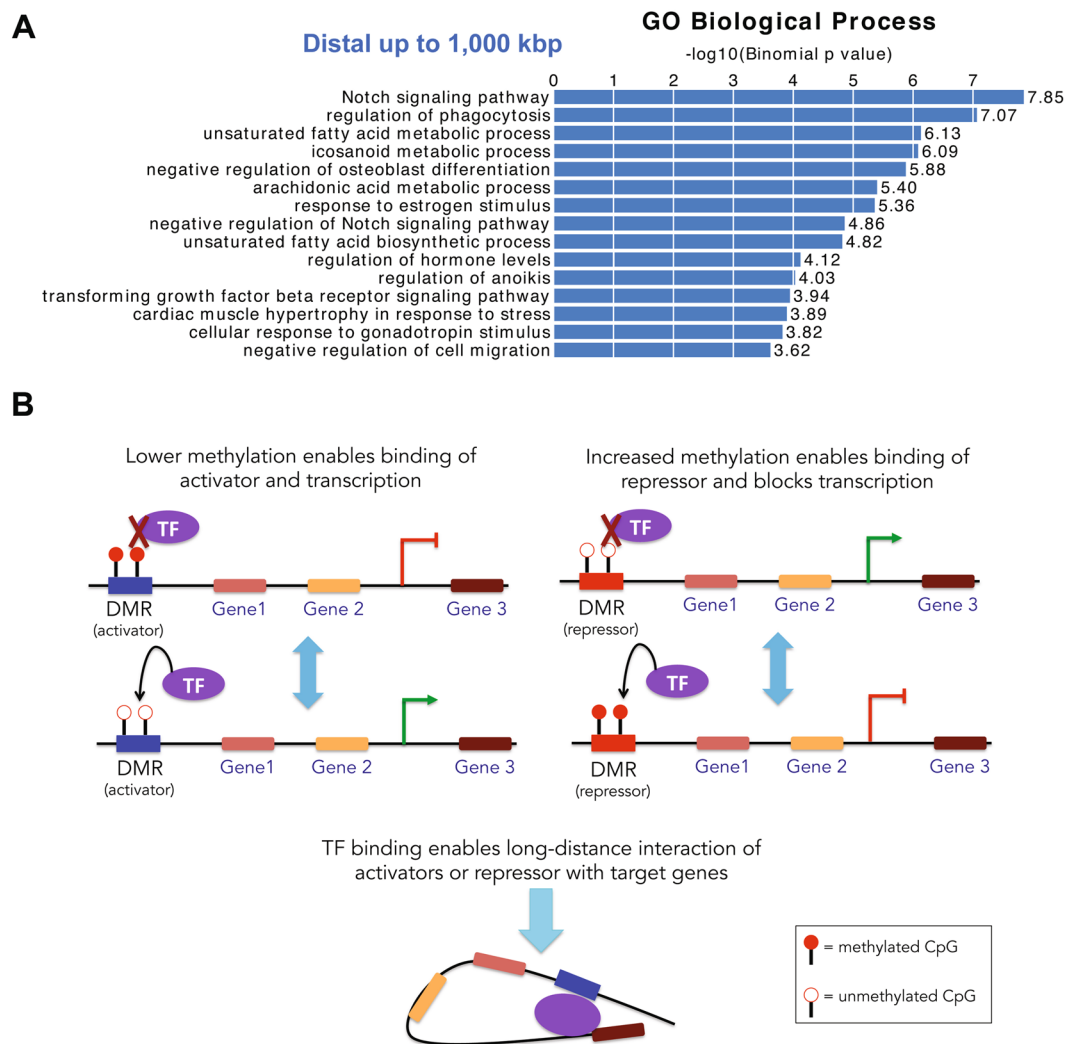 A
Distal up to 1,000 kbp
GO Biological Process
-log10(Binomial p value)
0 1 2 3 4 5 6 7
Notch signaling pathway 7.85
regulation of phagocytosis 7.07
unsaturated fatty acid metabolic process 6.13
icosanoid metabolic process 6.09
negative regulation of osteoblast differentiation 5.88
arachidonic acid metabolic process 5.40
response to estrogen stimulus 5.36
negative regulation of Notch signaling pathway 4.86
unsaturated fatty acid biosynthetic process 4.82
regulation of hormone levels 4.12
regulation of anoikis 4.03
transforming growth factor beta receptor signaling pathway 3.94
cardiac muscle hypertrophy in response to stress 3.89
cellular response to gonadotropin stimulus 3.82
negative regulation of cell migration 3.62
B
Lower methylation enables binding of
activator and transcription
TF
DMR Gene1 Gene 2 Gene 3
(activator)
TF
DMR Gene1 Gene 2 Gene 3
(activator)
Increased methylation enables binding of
repressor and blocks transcription
TF
DMR Gene1 Gene 2 Gene 3
(repressor)
TF
DMR Gene1 Gene 2 Gene 3
(repressor)
TF binding enables long-distance interaction of
activators or repressor with target genes
= methylated CpG
= unmethylated CpG